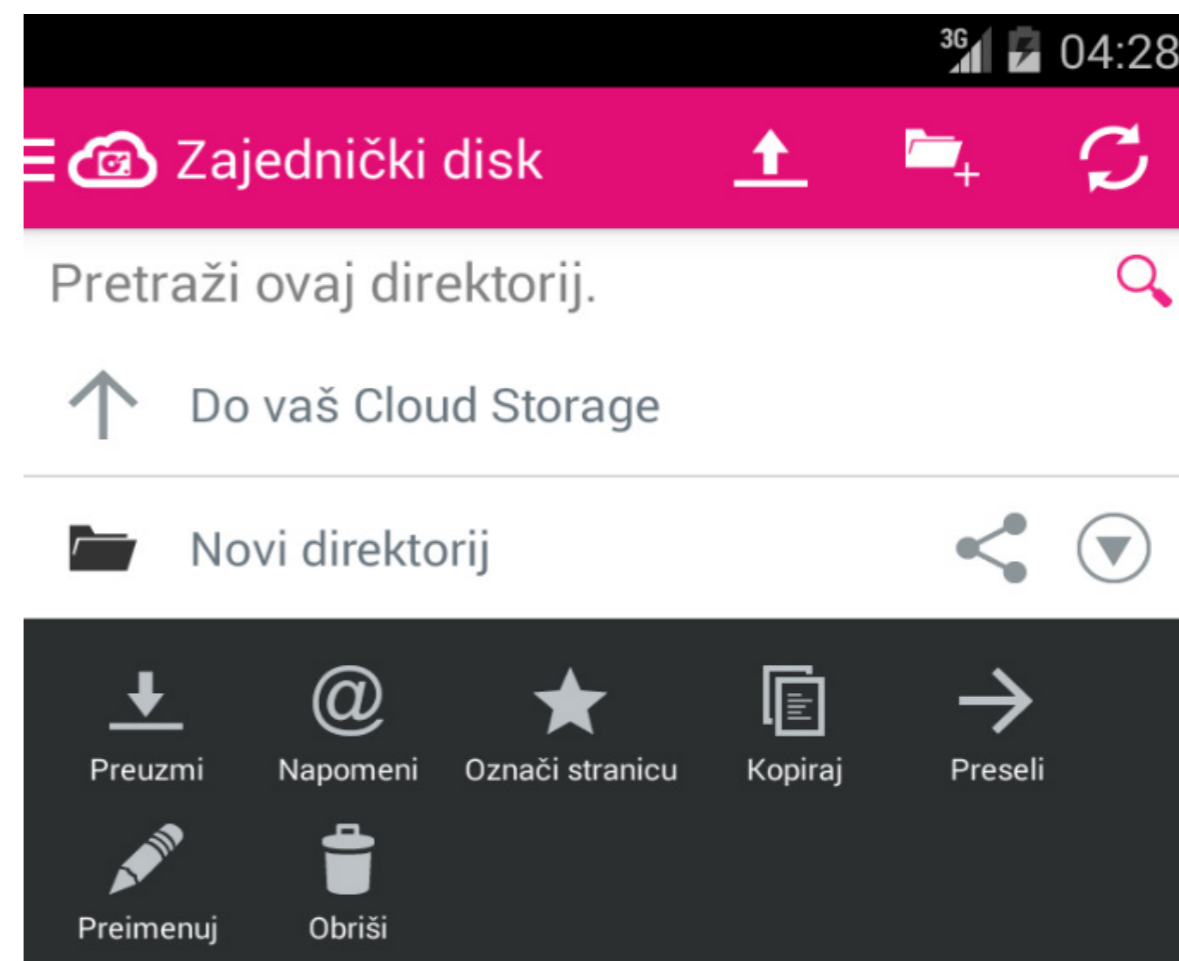 3G 04:28
Zajednički disk
Pretraži ovaj direktorij.
Do vaš Cloud Storage
Novi direktorij
Preuzmi Napomeni Označi stranicu Kopiraj Preseli
Preimenuj Obriši